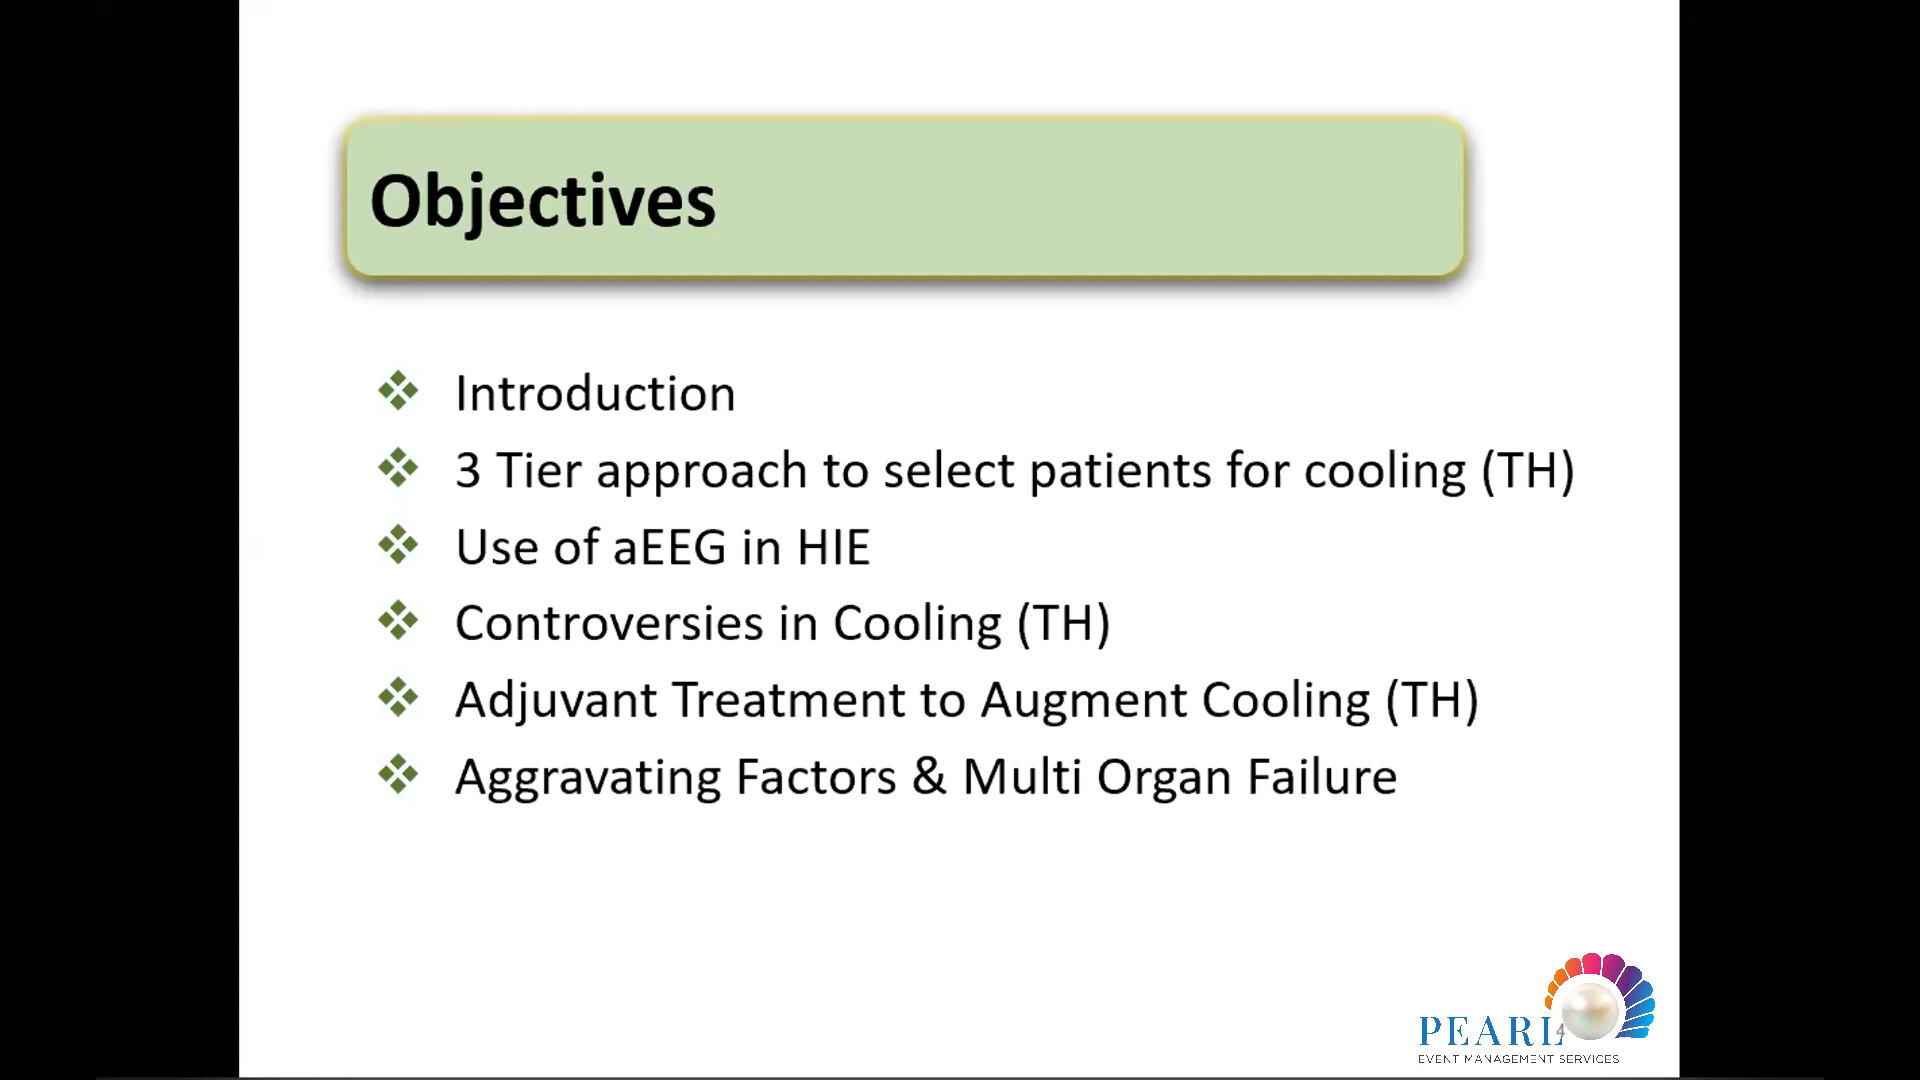 Objectives
Introduction
3 Tier approach to select patients for cooling (TH)
Use of aEEG in HIE
Controversies in Cooling (TH)
Adjuvant Treatment to Augment Cooling (TH)
Aggravating Factors & Multi Organ Failure
4
PEARL
EVENT MANAGEMENT SERVICES